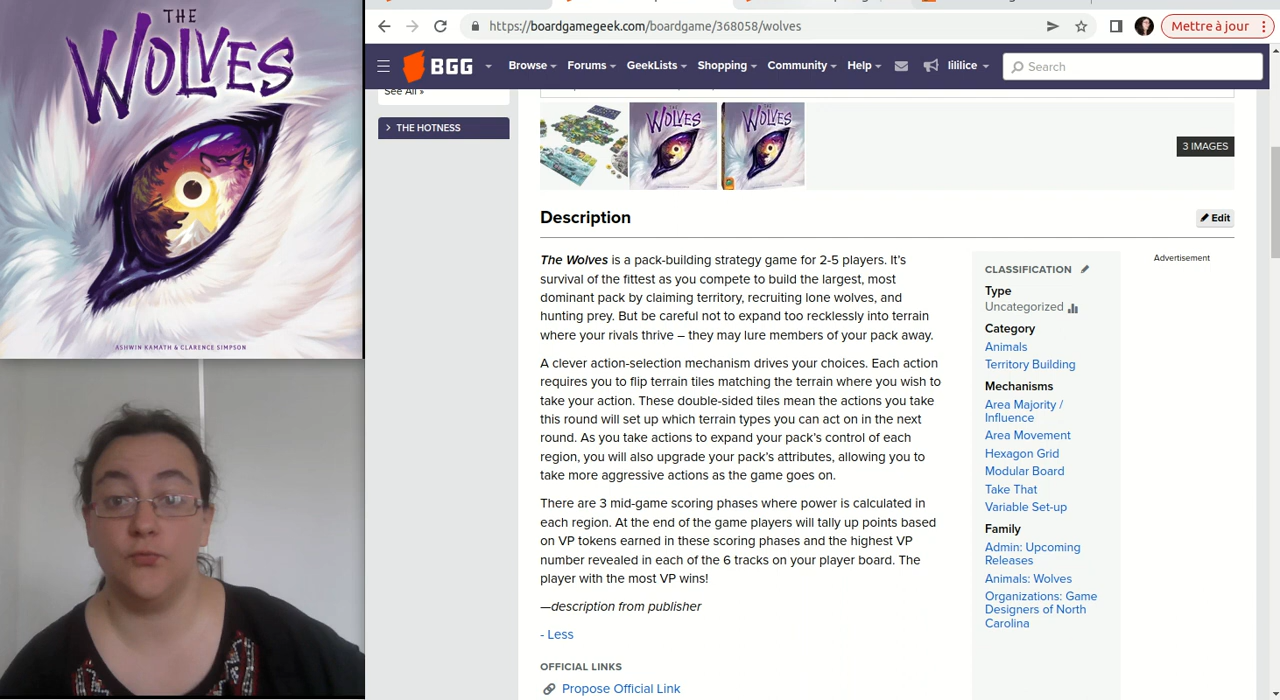 THE
WOLVES
ASHWIN KAMATH & CLARENCE SIMPSON
https://boardgamegeek.com/boardgame/368058/wolves
Mettre à jour
BGG
Browse
Forums
GeekLists
Shopping
Community
Help
lililice
Search
See All »
THE HOTNESS
THE
WOLVES
THE
WOLVES
3 IMAGES
Description
Edit
The Wolves is a pack-building strategy game for 2-5 players. It's
survival of the fittest as you compete to build the largest, most
dominant pack by claiming territory, recruiting lone wolves, and
hunting prey. But be careful not to expand too recklessly into terrain
where your rivals thrive – they may lure members of your pack away.
A clever action-selection mechanism drives your choices. Each action
requires you to flip terrain tiles matching the terrain where you wish to
take your action. These double-sided tiles mean the actions you take
this round will set up which terrain types you can act on in the next
round. As you take actions to expand your pack's control of each
region, you will also upgrade your pack's attributes, allowing you to
take more aggressive actions as the game goes on.
There are 3 mid-game scoring phases where power is calculated in
each region. At the end of the game players will tally up points based
on VP tokens earned in these scoring phases and the highest VP
number revealed in each of the 6 tracks on your player board. The
player with the most VP wins!
—description from publisher
- Less
OFFICIAL LINKS
Propose Official Link
CLASSIFICATION
Type
Uncategorized
Category
Animals
Territory Building
Mechanisms
Area Majority /
Influence
Area Movement
Hexagon Grid
Modular Board
Take That
Variable Set-up
Family
Admin: Upcoming
Releases
Animals: Wolves
Organizations: Game
Designers of North
Carolina
Advertisement